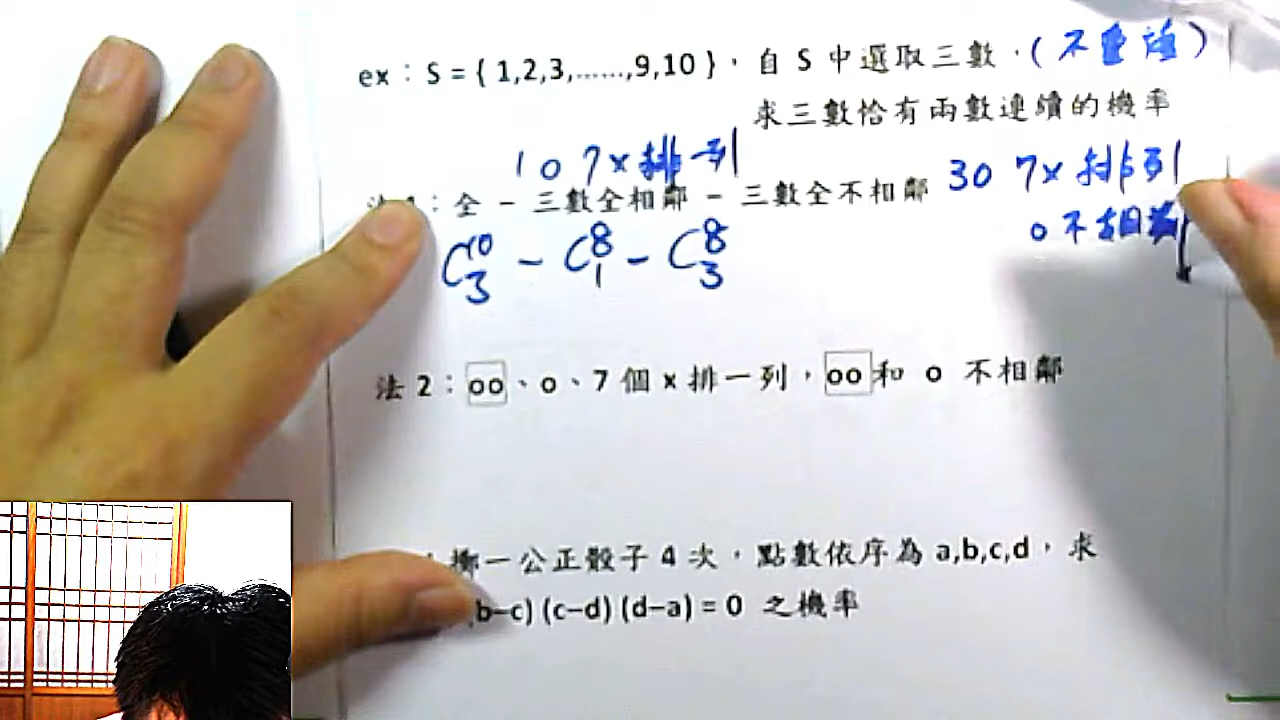 ex：S = { 1,2,3,......,9,10 }，自 S 中選取三數．(不重複)
求三數恰有兩數連續的機率
1 0 7× 排列
30 7× 排列
：全 － 三數全相鄰 － 三數全不相鄰
0 不相鄰
C¹⁰₃ － C⁸₁ － C⁸₃
法 2：oo、o、7 個 x 排一列，oo 和 o 不相鄰
擲一公正骰子 4 次，點數依序為 a,b,c,d，求
b−c) (c−d) (d−a) = 0 之機率